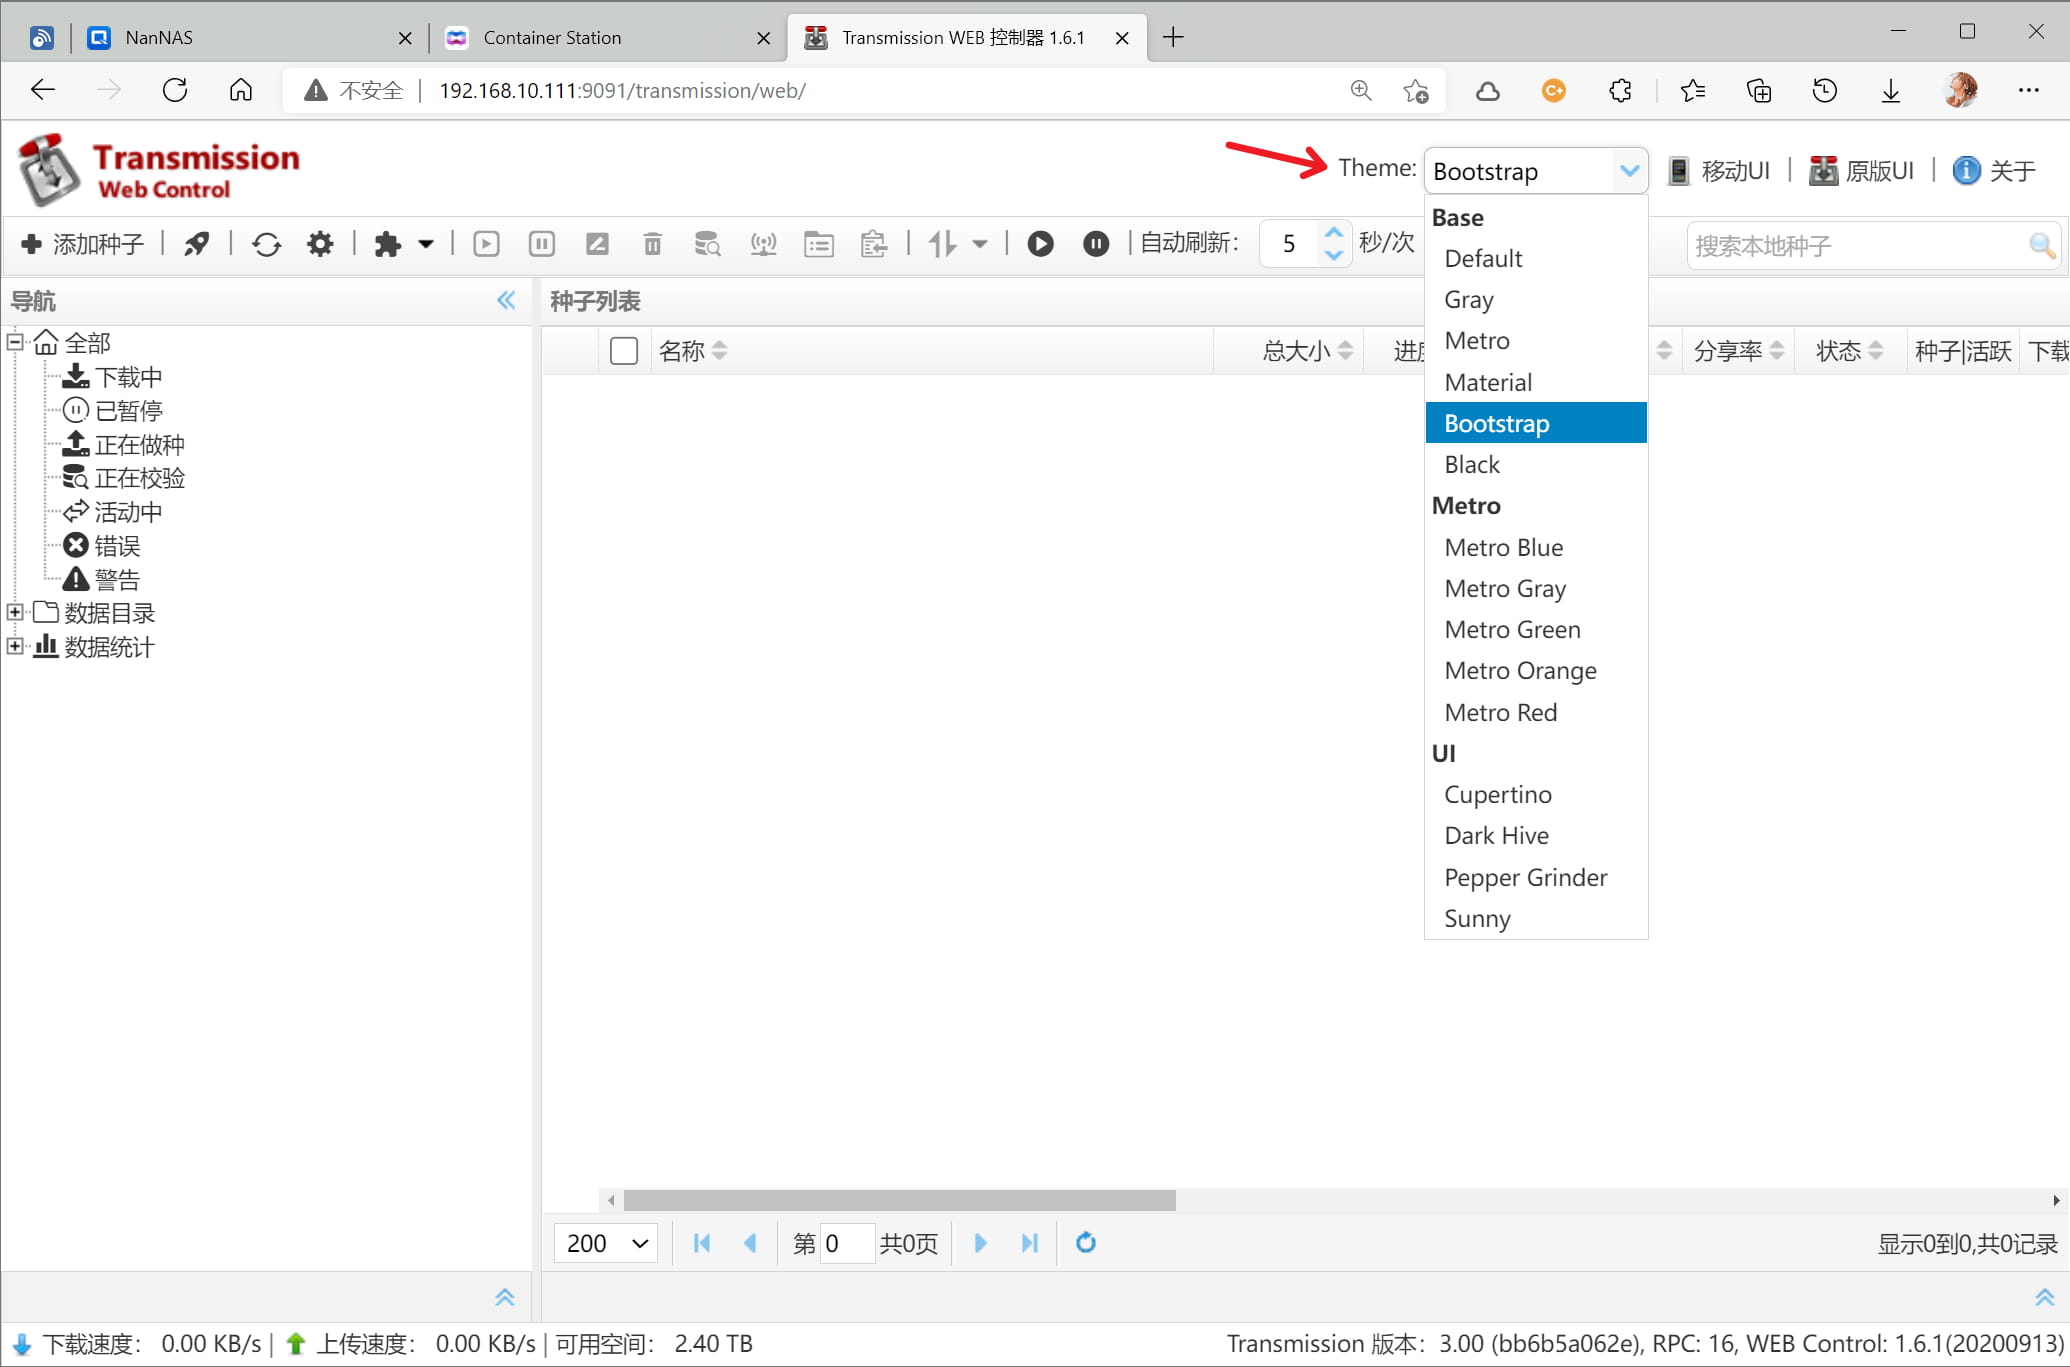 NanNAS
Container Station
Transmission WEB 控制器 1.6.1
不安全
192.168.10.111:9091/transmission/web/
Transmission
Web Control
Theme:
Bootstrap
移动UI
原版UI
关于
添加种子
自动刷新：
5
秒/次
搜索本地种子
Base
Default
Gray
Metro
Material
Bootstrap
Black
Metro
Metro Blue
Metro Gray
Metro Green
Metro Orange
Metro Red
UI
Cupertino
Dark Hive
Pepper Grinder
Sunny
导航
全部
下载中
已暂停
正在做种
正在校验
活动中
错误
警告
数据目录
数据统计
种子列表
名称
总大小
进度
分享率
状态
种子|活跃
下载
200
第 0 共0页
显示0到0,共0记录
下载速度： 0.00 KB/s | 上传速度： 0.00 KB/s | 可用空间： 2.40 TB
Transmission 版本：3.00 (bb6b5a062e), RPC: 16, WEB Control: 1.6.1(20200913)